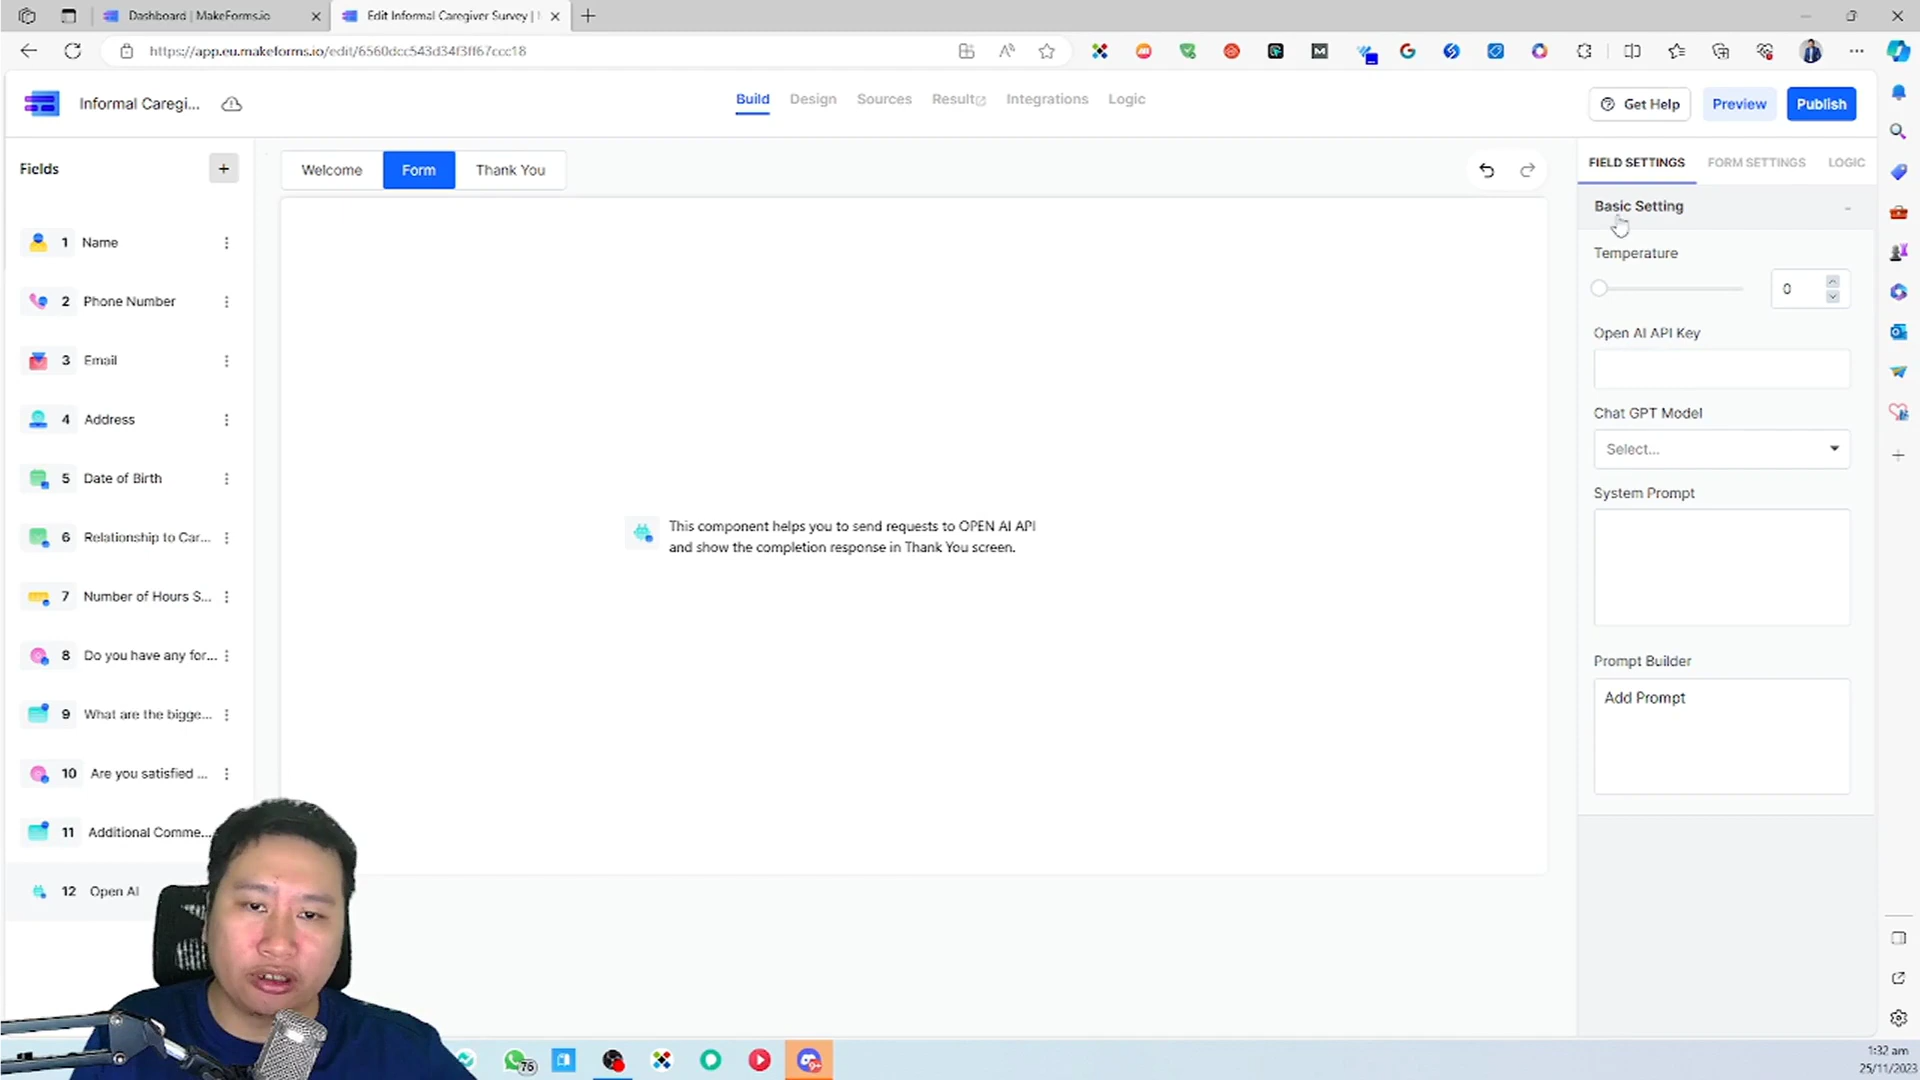 Dashboard | MakeForms.io
Edit Informal Caregiver Survey |
https://app.eu.makeforms.io/edit/6560dcc543d34f3ff67ccc18
Informal Caregi...
Build
Design
Sources
Result
Integrations
Logic
Get Help
Preview
Publish
Fields
Welcome
Form
Thank You
FIELD SETTINGS
FORM SETTINGS
LOGIC
Basic Setting
1 Name
2 Phone Number
3 Email
4 Address
5 Date of Birth
6 Relationship to Car...
7 Number of Hours S...
8 Do you have any for...
9 What are the bigge...
10 Are you satisfied ...
11 Additional Comme...
12 Open AI
This component helps you to send requests to OPEN AI API
and show the completion response in Thank You screen.
Temperature
0
Open AI API Key
Chat GPT Model
Select...
System Prompt
Prompt Builder
Add Prompt
76
1:32 am
25/11/2023